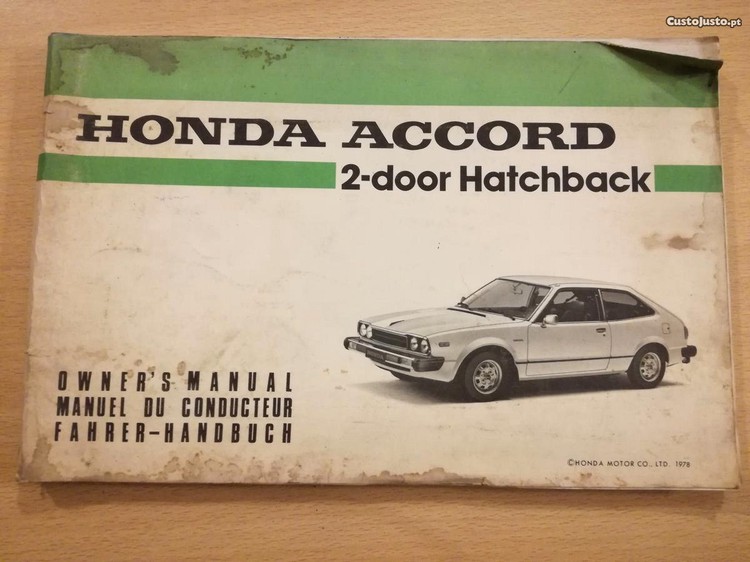 CustoJusto.pt
HONDA ACCORD
2-door Hatchback
OWNER'S MANUAL
MANUEL DU CONDUCTEUR
FAHRER-HANDBUCH
©HONDA MOTOR CO., LTD. 1978